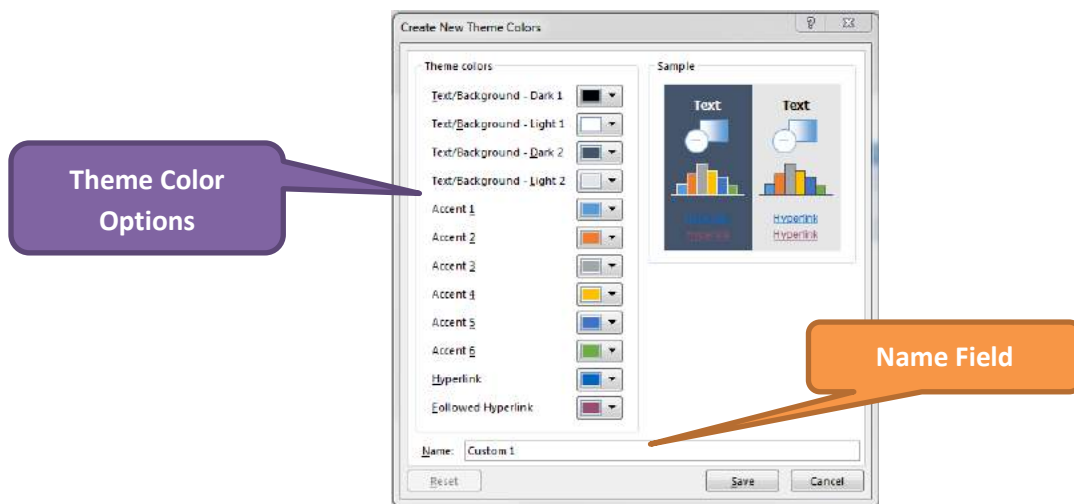 Create New Theme Colors
Theme colors
Text/Background - Dark 1
Text/Background - Light 1
Text/Background - Dark 2
Text/Background - Light 2
Accent 1
Accent 2
Accent 3
Accent 4
Accent 5
Accent 6
Hyperlink
Followed Hyperlink
Sample
Text Text
Hyperlink Hyperlink
Hyperlink Hyperlink
Theme Color
Options
Name Field
Name: Custom 1
Reset Save Cancel